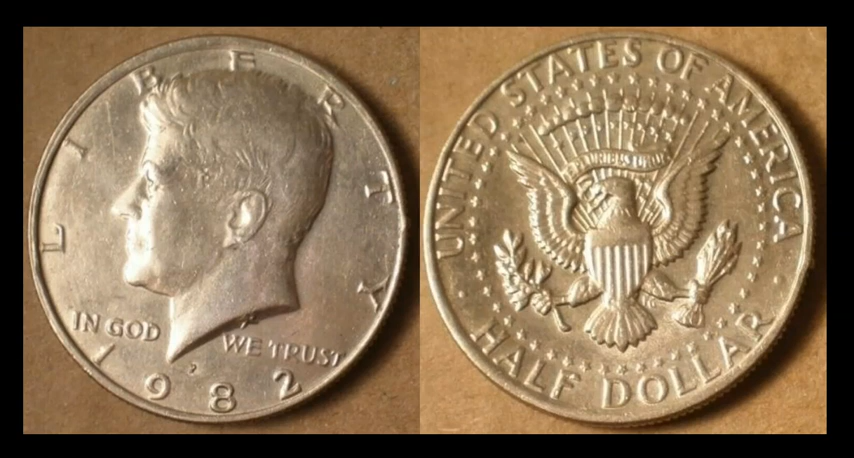 LIBERTY
IN GOD WE TRUST
P
1982
UNITED STATES OF AMERICA
E PLURIBUS UNUM
HALF DOLLAR